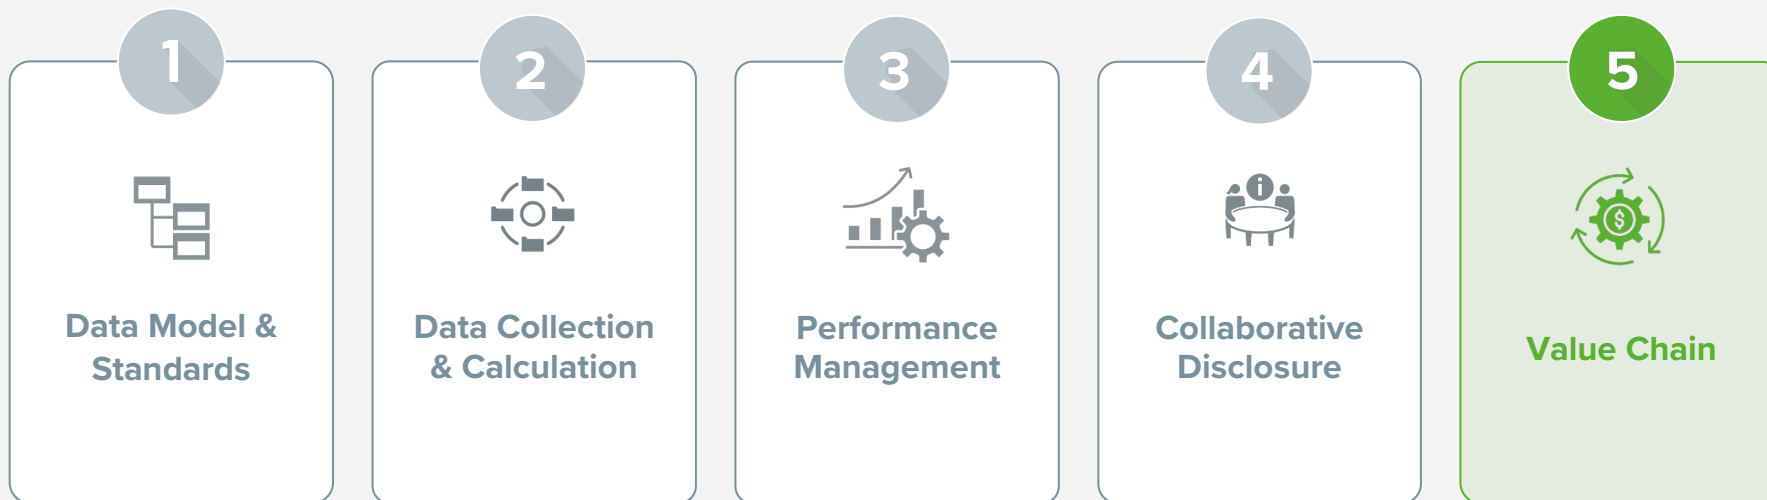 1
Data Model &
Standards
2
Data Collection
& Calculation
3
Performance
Management
i
4
Collaborative
Disclosure
5
$
Value Chain